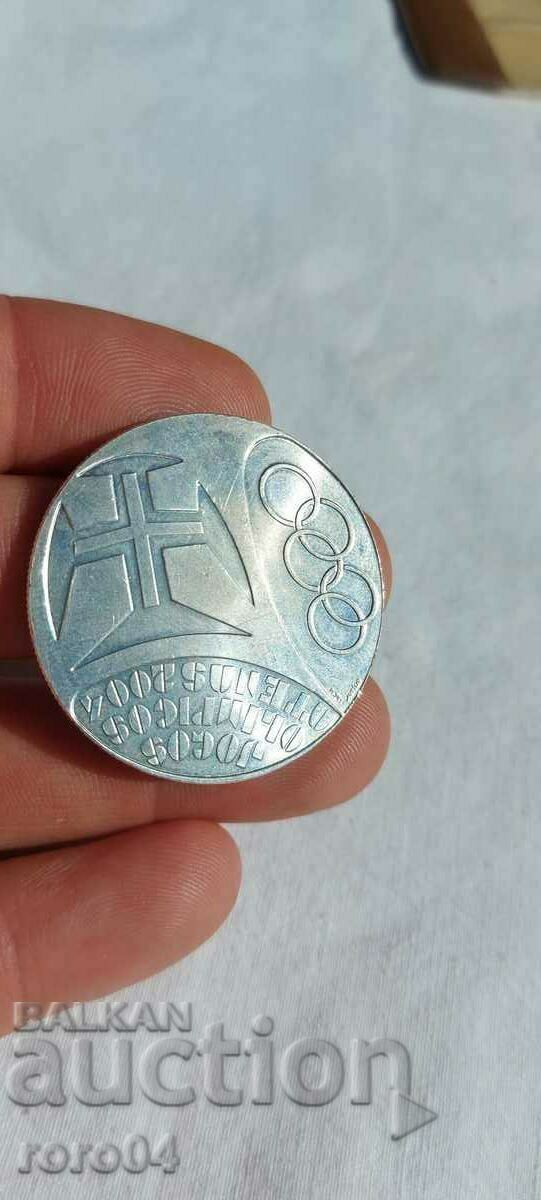 JOGOS
OLIMPICOS
ATENAS 2004
BALKAN
auction
roro04